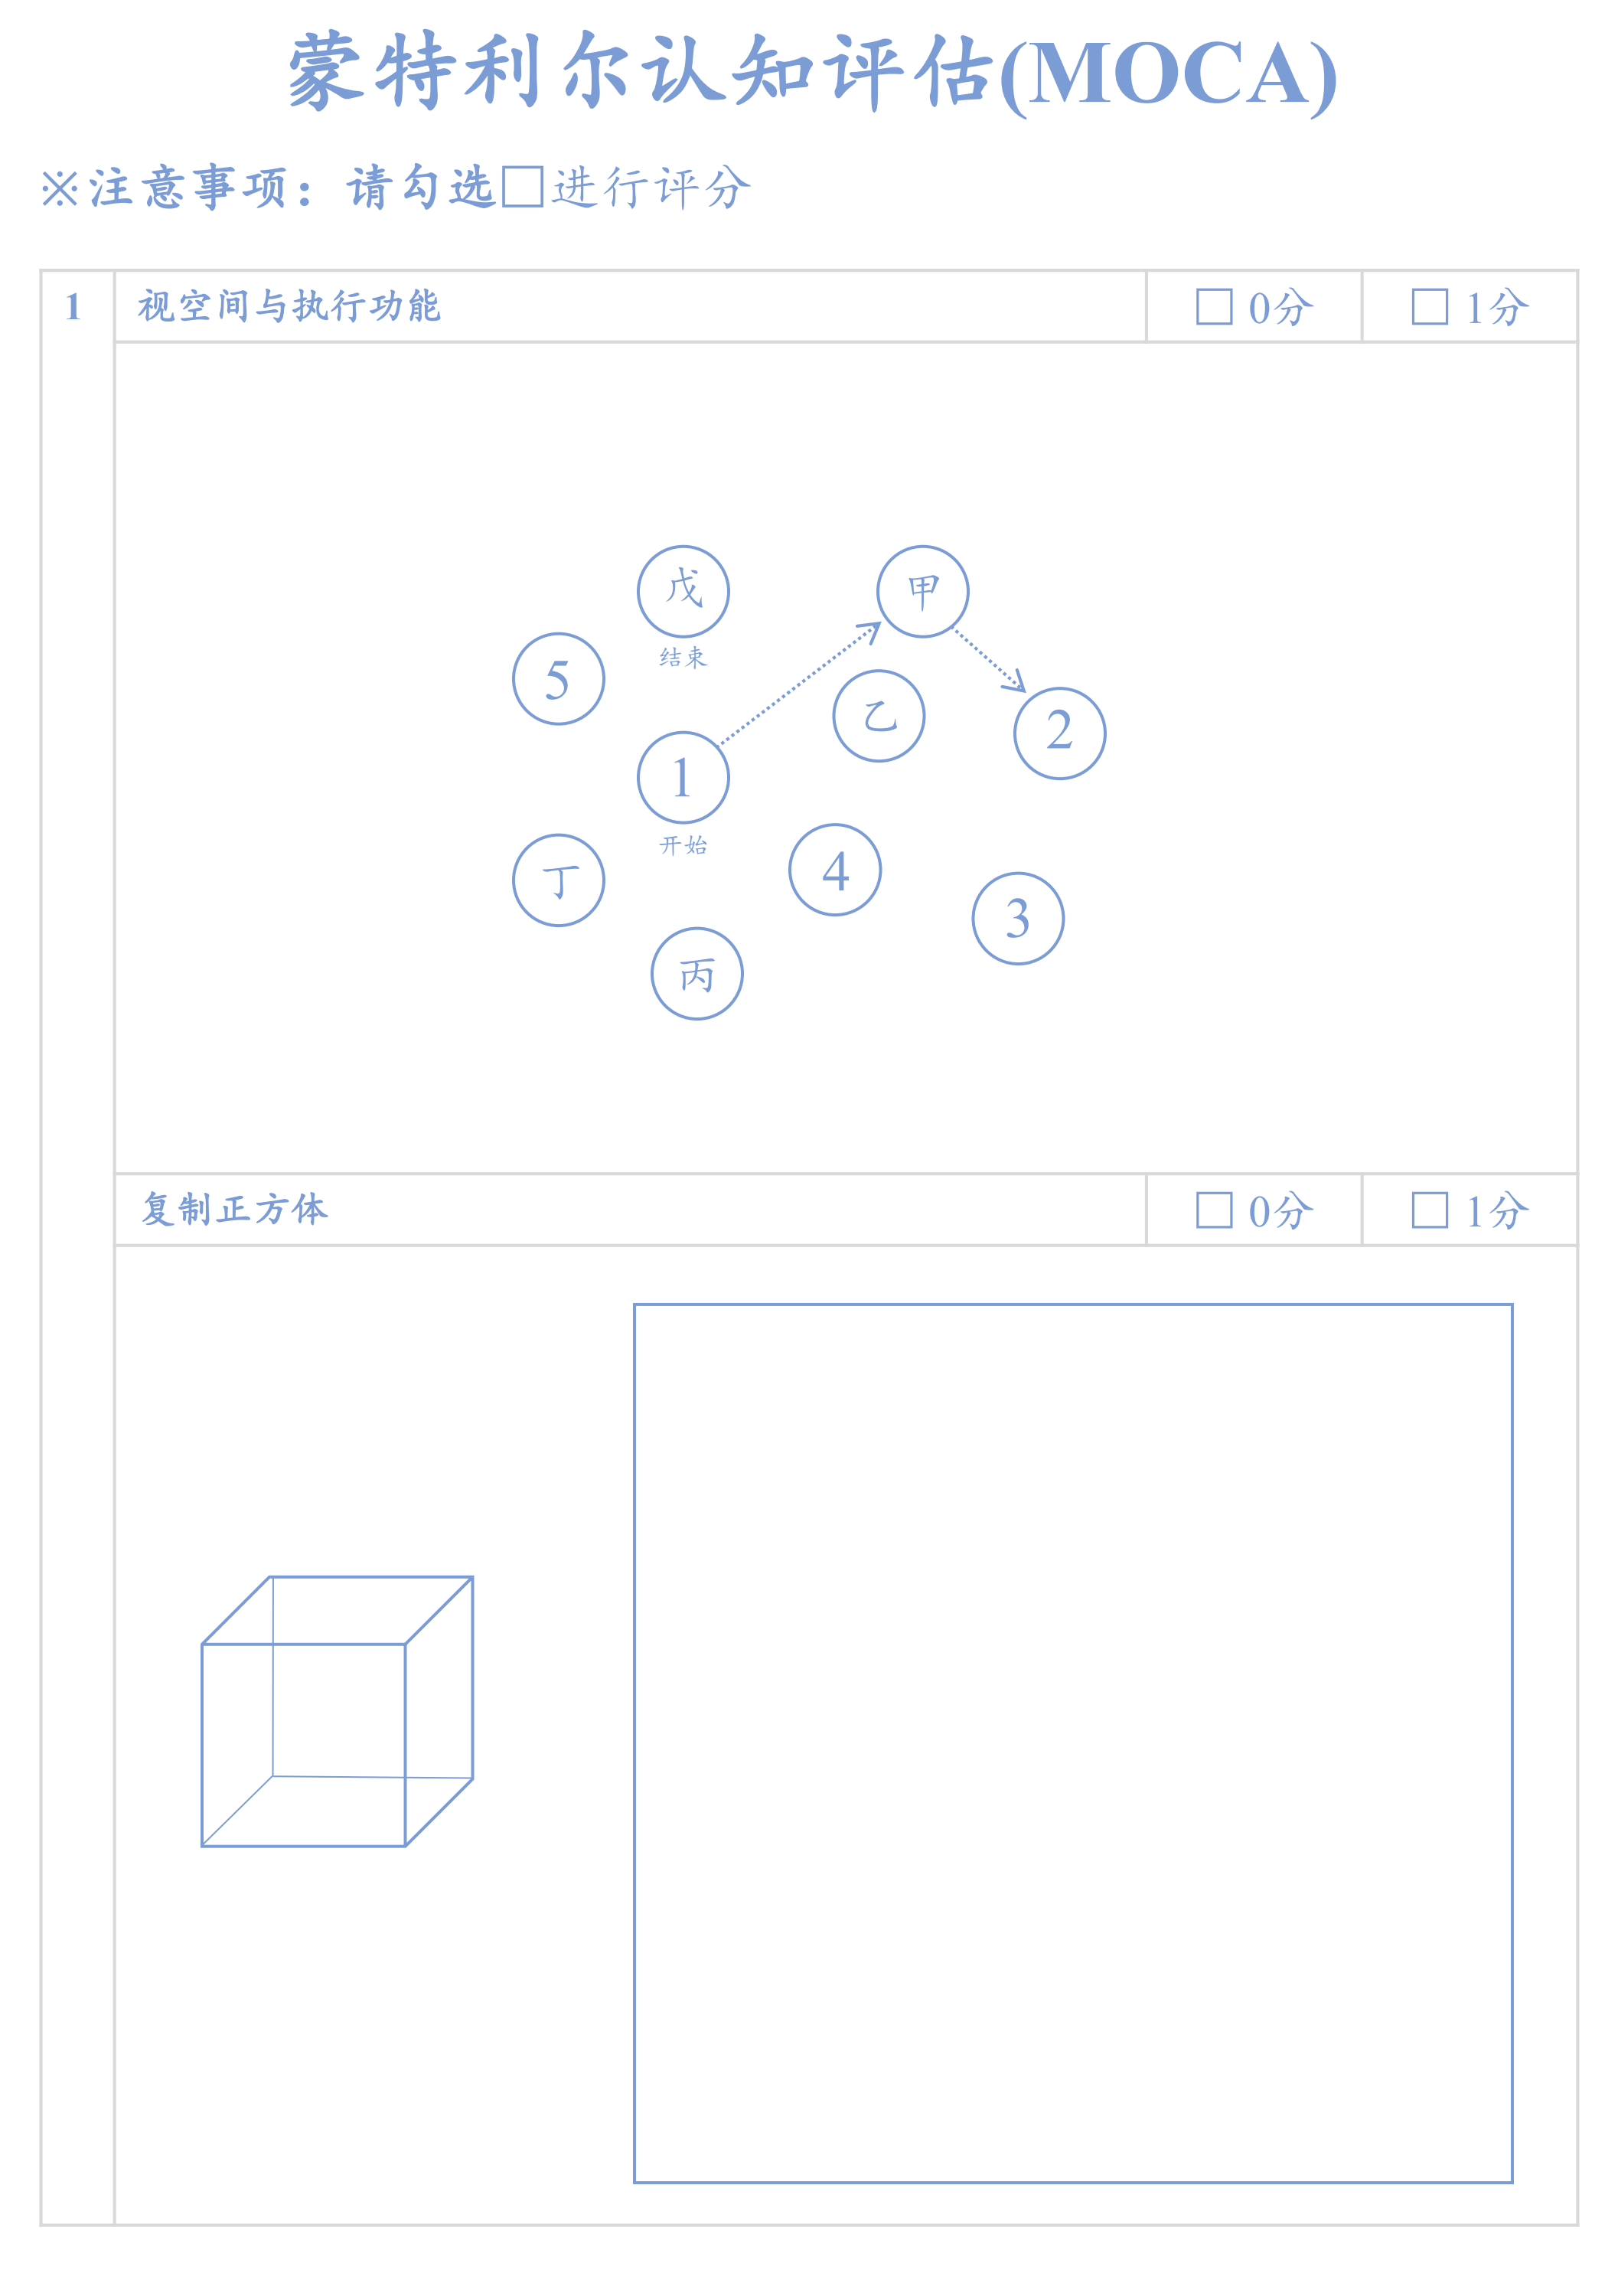 蒙特利尔认知评估(MOCA)
※注意事项：请勾选□进行评分
1 视空间与执行功能 □ 0分 □ 1分
戊 甲
结束
5
乙
2
1
开始
4
丁
3
丙
复制正方体 □ 0分 □ 1分